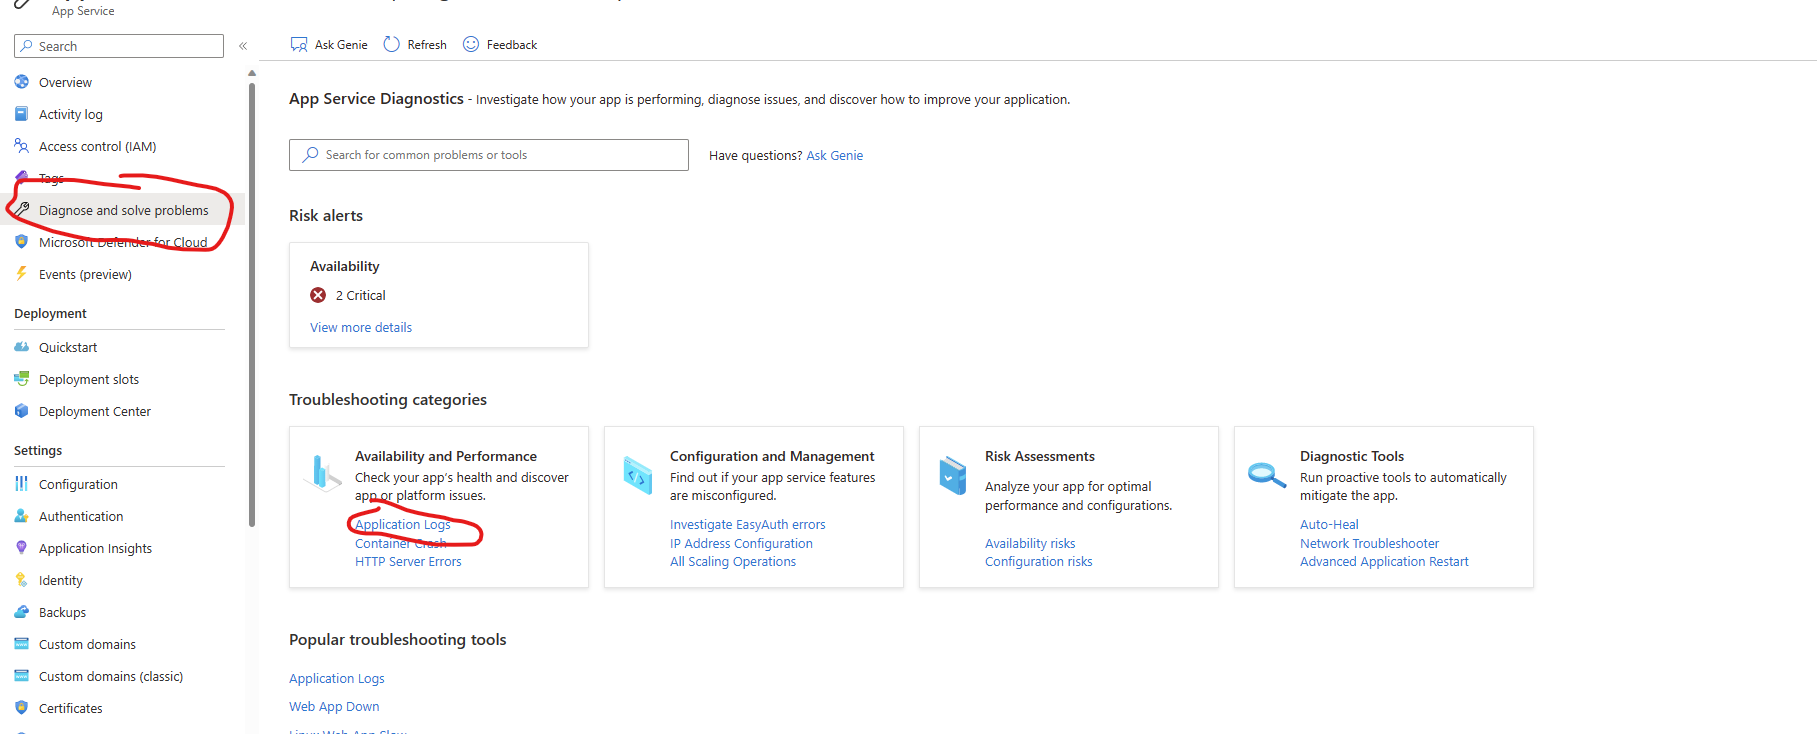 App Service
Search
«
Ask Genie
Refresh
Feedback
Overview
Activity log
Access control (IAM)
Tags
Diagnose and solve problems
Microsoft Defender for Cloud
Events (preview)
Deployment
Quickstart
Deployment slots
Deployment Center
Settings
Configuration
Authentication
Application Insights
Identity
Backups
Custom domains
Custom domains (classic)
Certificates
App Service Diagnostics - Investigate how your app is performing, diagnose issues, and discover how to improve your application.
Search for common problems or tools
Have questions? Ask Genie
Risk alerts
Availability
2 Critical
View more details
Troubleshooting categories
Availability and Performance
Check your app's health and discover
app or platform issues.
Application Logs
Container Crash
HTTP Server Errors
Configuration and Management
Find out if your app service features
are misconfigured.
Investigate EasyAuth errors
IP Address Configuration
All Scaling Operations
Risk Assessments
Analyze your app for optimal
performance and configurations.
Availability risks
Configuration risks
Diagnostic Tools
Run proactive tools to automatically
mitigate the app.
Auto-Heal
Network Troubleshooter
Advanced Application Restart
Popular troubleshooting tools
Application Logs
Web App Down
Linux Web App Slow